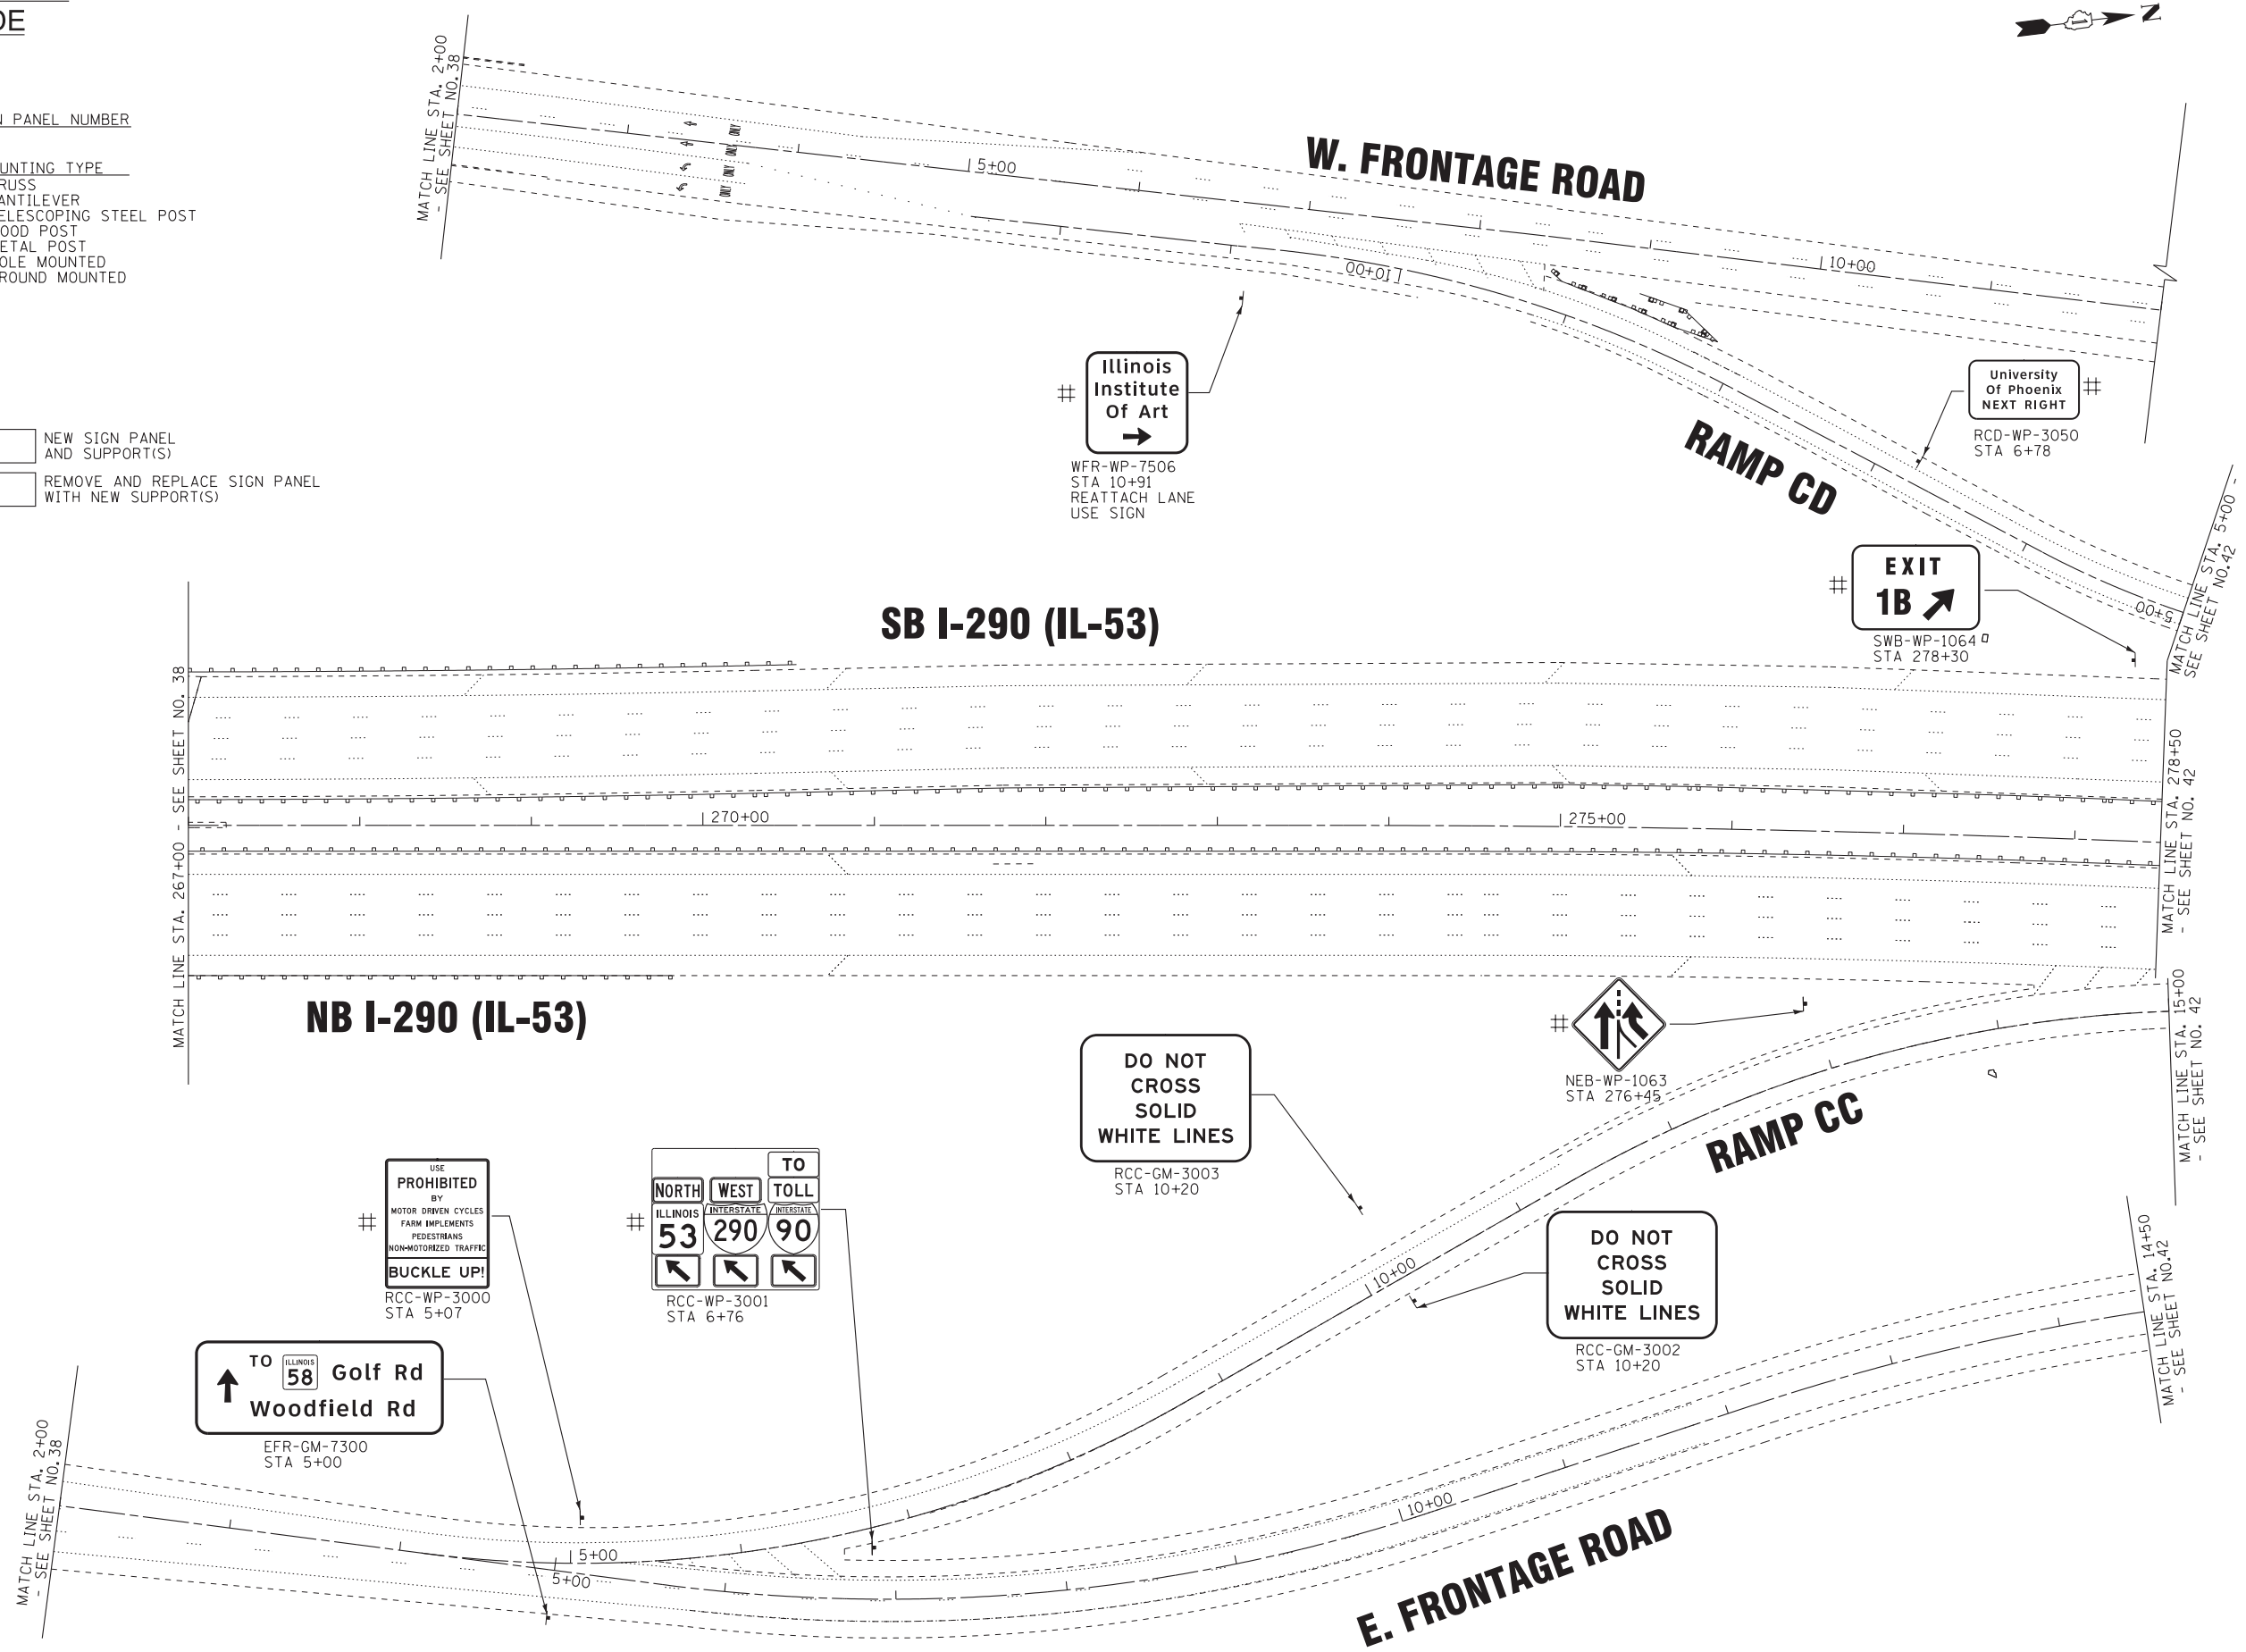 DE
N PANEL NUMBER
UNTING TYPE
RUSS
ANTILEVER
ELESCOPING STEEL POST
OOD POST
ETAL POST
OLE MOUNTED
ROUND MOUNTED
NEW SIGN PANEL
AND SUPPORT(S)
REMOVE AND REPLACE SIGN PANEL
WITH NEW SUPPORT(S)
N
MATCH LINE STA. 2+00
- SEE SHEET NO. 38
ONLY
ONLY
ONLY
ONLY
5+00
W. FRONTAGE ROAD
10+00
10+00
#
Illinois
Institute
Of Art
WFR-WP-7506
STA 10+91
REATTACH LANE
USE SIGN
University
Of Phoenix
NEXT RIGHT
#
RCD-WP-3050
STA 6+78
RAMP CD
#
EXIT
1B
SWB-WP-1064
STA 278+30
5+00
MATCH LINE STA. 5+00 -
SEE SHEET NO.42
SB I-290 (IL-53)
MATCH LINE STA. 267+00 - SEE SHEET NO. 38
270+00
275+00
MATCH LINE STA. 278+50
- SEE SHEET NO. 42
NB I-290 (IL-53)
#
NEB-WP-1063
STA 276+45
MATCH LINE STA. 15+00
- SEE SHEET NO. 42
RAMP CC
DO NOT
CROSS
SOLID
WHITE LINES
RCC-GM-3003
STA 10+20
#
USE
PROHIBITED
BY
MOTOR DRIVEN CYCLES
FARM IMPLEMENTS
PEDESTRIANS
NON-MOTORIZED TRAFFIC
BUCKLE UP!
RCC-WP-3000
STA 5+07
#
TO
NORTH WEST TOLL
ILLINOIS INTERSTATE INTERSTATE
53 290 90
RCC-WP-3001
STA 6+76
10+00
DO NOT
CROSS
SOLID
WHITE LINES
RCC-GM-3002
STA 10+20
MATCH LINE STA. 14+50
- SEE SHEET NO.42
TO ILLINOIS 58 Golf Rd
Woodfield Rd
EFR-GM-7300
STA 5+00
MATCH LINE STA. 2+00
- SEE SHEET NO.38
5+00
5+00
10+00
E. FRONTAGE ROAD